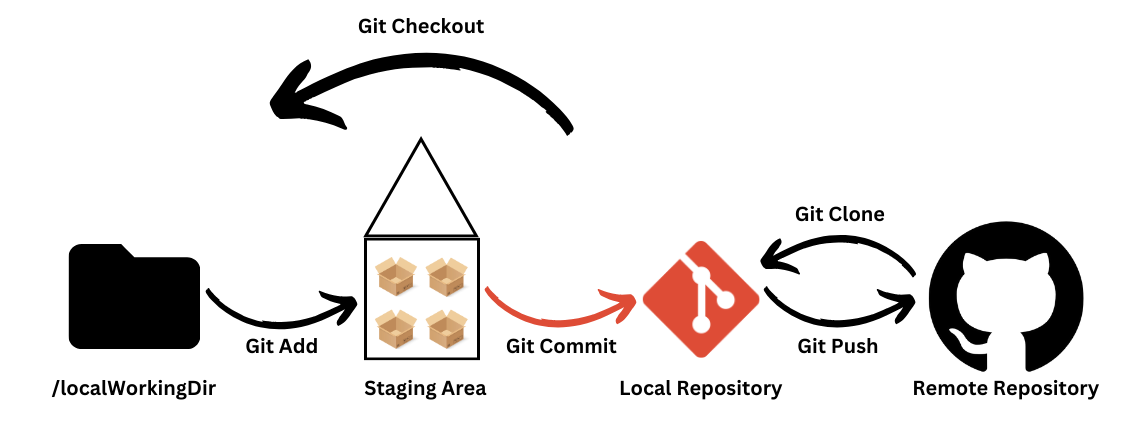 Git Checkout
Git Clone
Git Add
Git Commit
Git Push
/localWorkingDir
Staging Area
Local Repository
Remote Repository